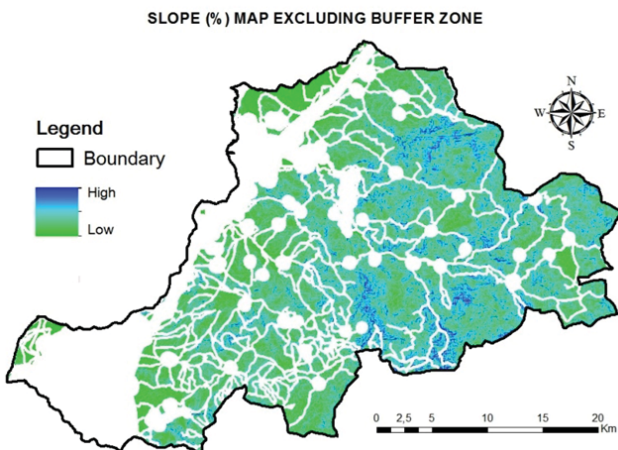 SLOPE (%) MAP EXCLUDING BUFFER ZONE
N
W E
S
Legend
Boundary
High
Low
0 2,5 5 10 15 20
Km